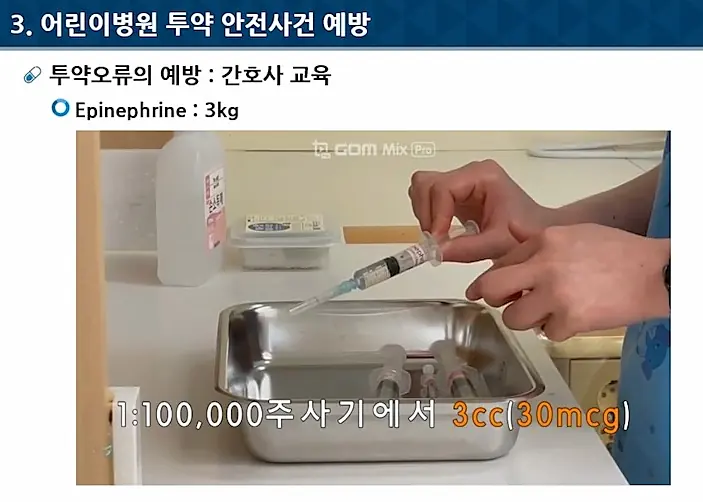 3. 어린이병원 투약 안전사건 예방
투약오류의 예방 : 간호사 교육
Epinephrine : 3kg
GOM Mix Pro
1:100,000주사기에서 3cc(30mcg)